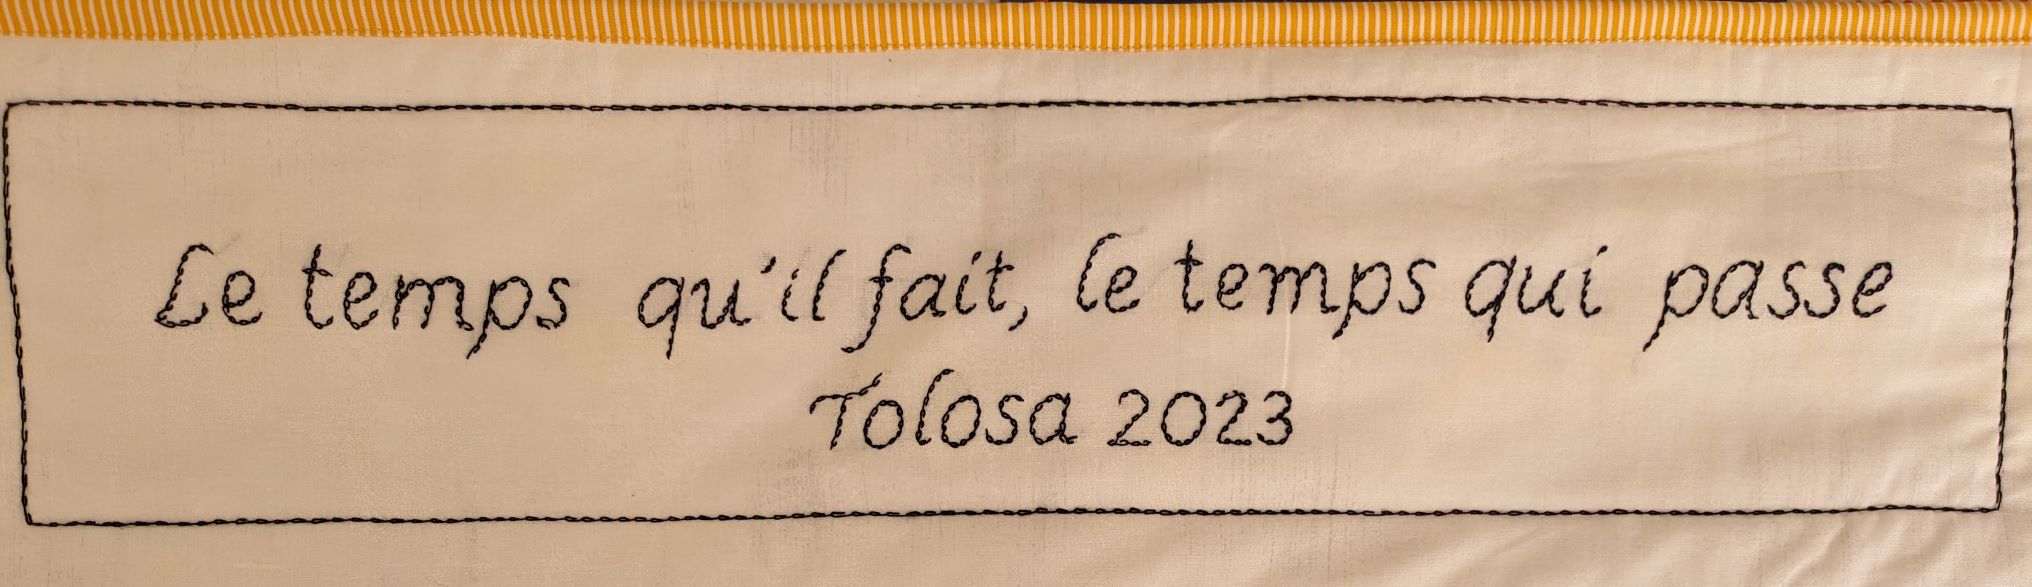 Le temps qu'il fait, le temps qui passe
Tolosa 2023